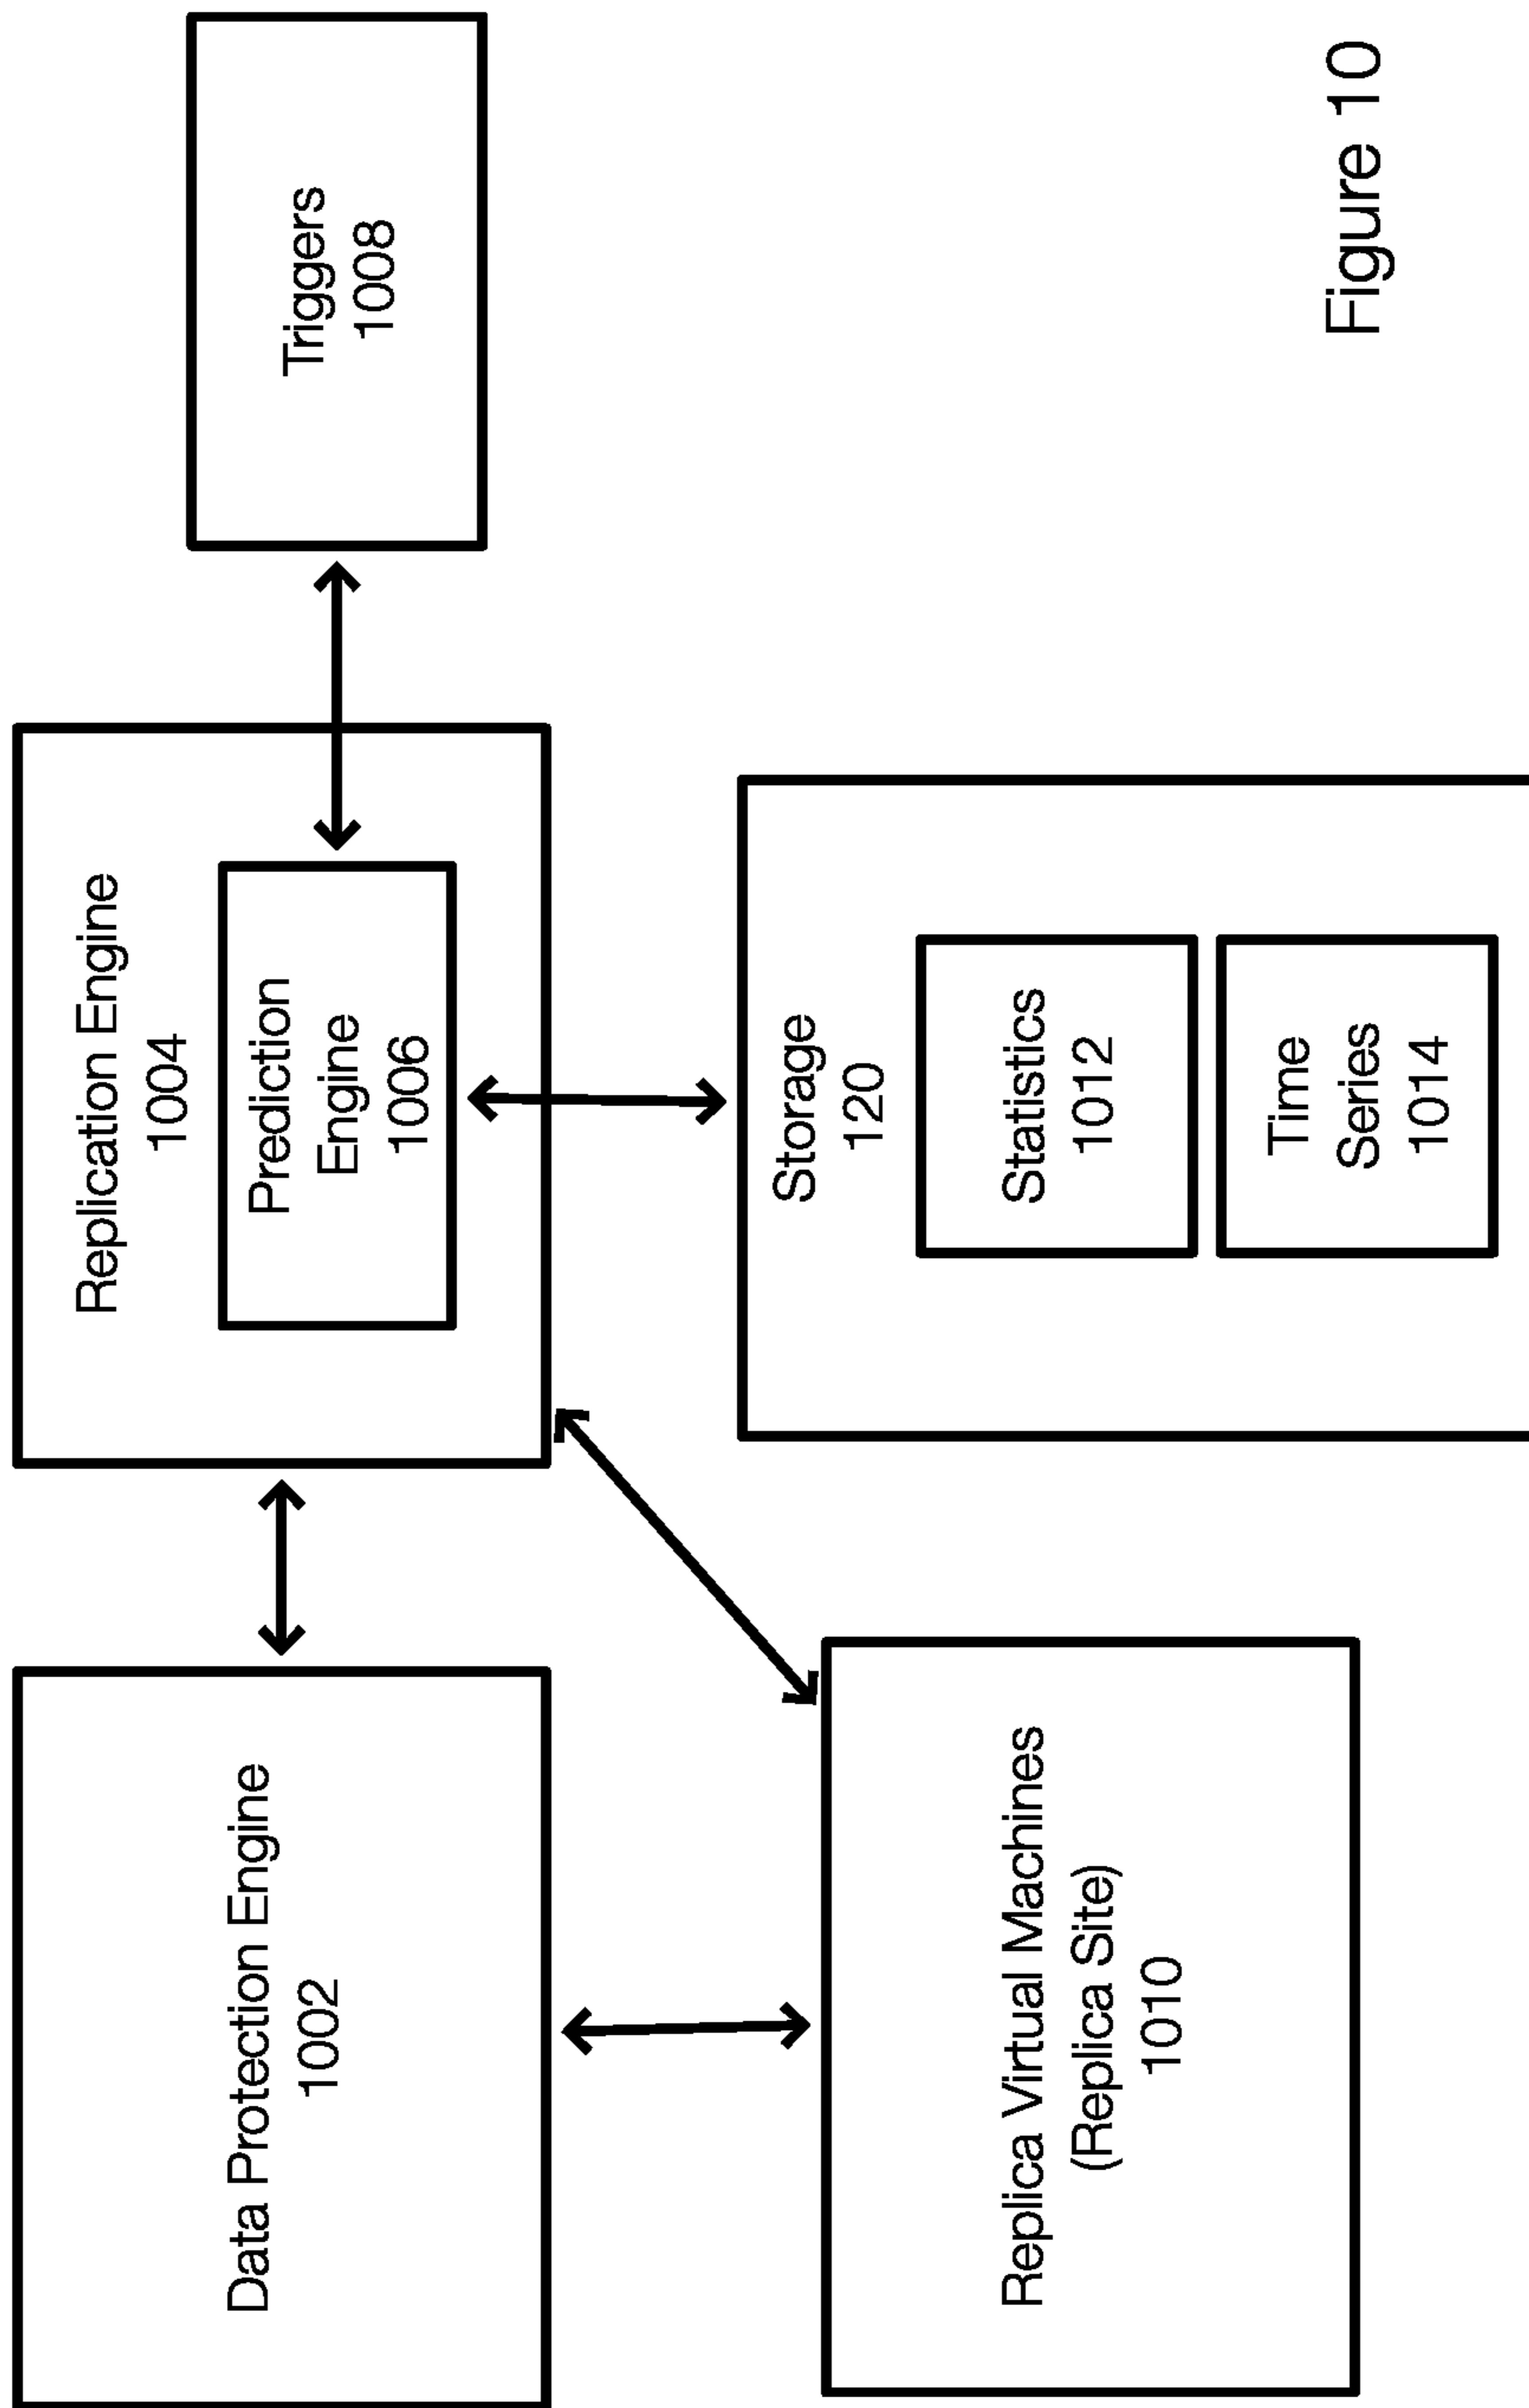 Data Protection Engine
1002
Replication Engine
1004
Prediction
Engine
1006
Triggers
1008
Replica Virtual Machines
(Replica Site)
1010
Storage
120
Statistics
1012
Time
Series
1014
Figure 10